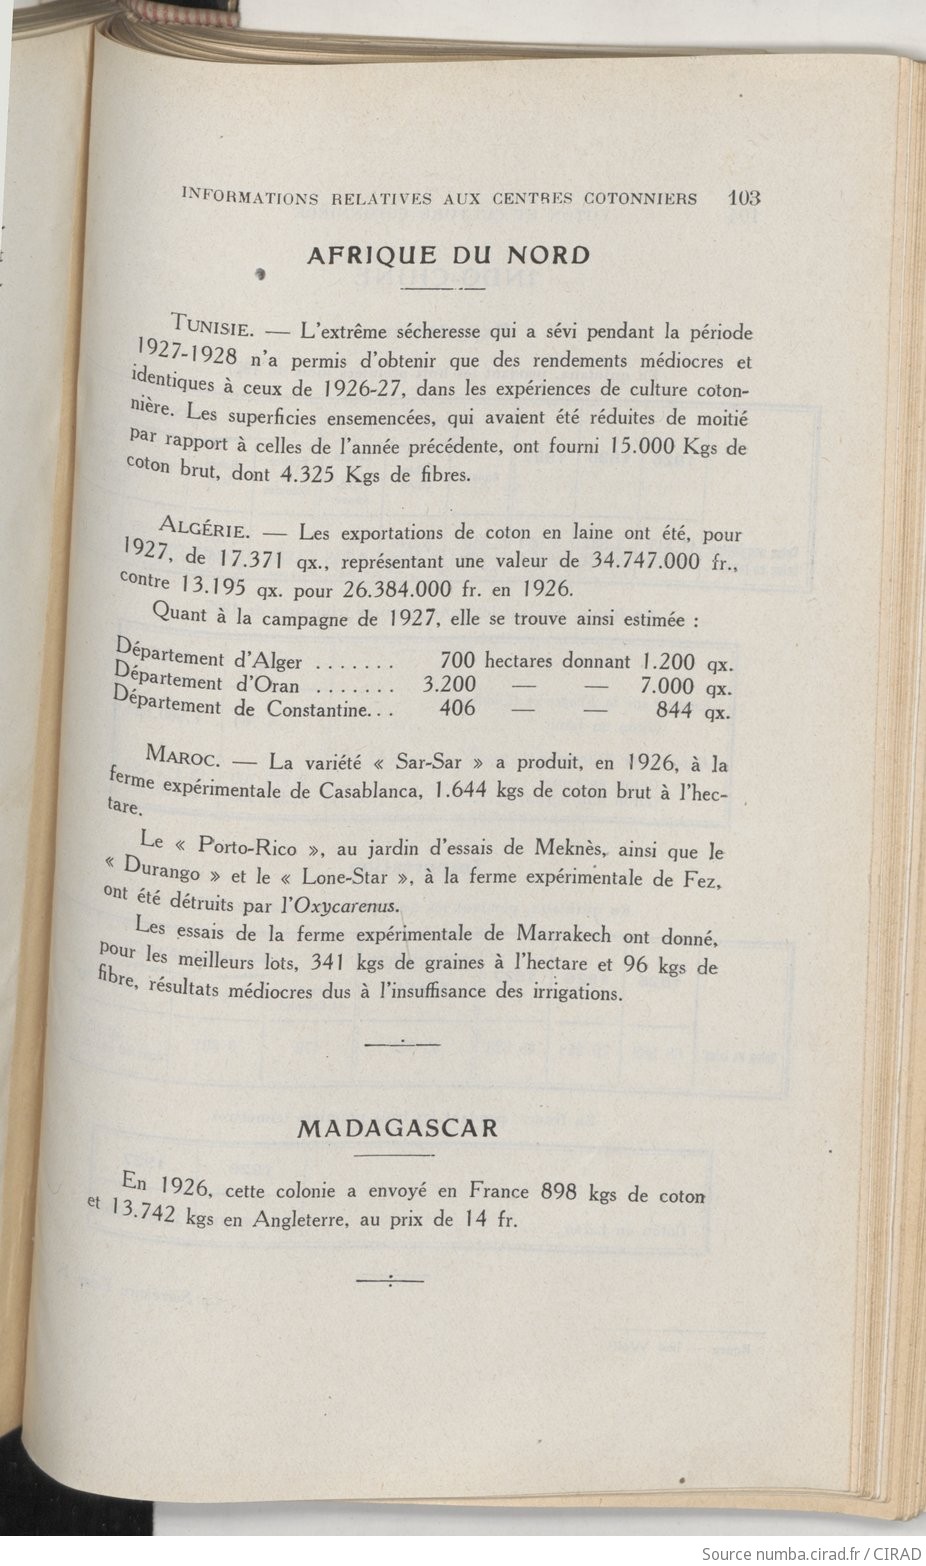 INFORMATIONS RELATIVES AUX CENTRES COTONNIERS 103
AFRIQUE DU NORD
TUNISIE. — L'extrême sécheresse qui a sévi pendant la période
1927-1928 n'a permis d'obtenir que des rendements médiocres et
identiques à ceux de 1926-27, dans les expériences de culture coton-
nière. Les superficies ensemencées, qui avaient été réduites de moitié
par rapport à celles de l'année précédente, ont fourni 15.000 Kgs de
coton brut, dont 4.325 Kgs de fibres.
ALGÉRIE. — Les exportations de coton en laine ont été, pour
1927, de 17.371 qx., représentant une valeur de 34.747.000 fr.,
contre 13.195 qx. pour 26.384.000 fr. en 1926.
Quant à la campagne de 1927, elle se trouve ainsi estimée :
Département d'Alger ....... 700 hectares donnant 1.200 qx.
Département d'Oran ....... 3.200 — — 7.000 qx.
Département de Constantine... 406 — — 844 qx.
MAROC. — La variété « Sar-Sar » a produit, en 1926, à la
ferme expérimentale de Casablanca, 1.644 kgs de coton brut à l'hec-
tare.
Le « Porto-Rico », au jardin d'essais de Meknès, ainsi que le
« Durango » et le « Lone-Star », à la ferme expérimentale de Fez,
ont été détruits par l'Oxycarenus.
Les essais de la ferme expérimentale de Marrakech ont donné,
pour les meilleurs lots, 341 kgs de graines à l'hectare et 96 kgs de
fibre, résultats médiocres dus à l'insuffisance des irrigations.
MADAGASCAR
En 1926, cette colonie a envoyé en France 898 kgs de coton
et 13.742 kgs en Angleterre, au prix de 14 fr.
Source numba.cirad.fr / CIRAD